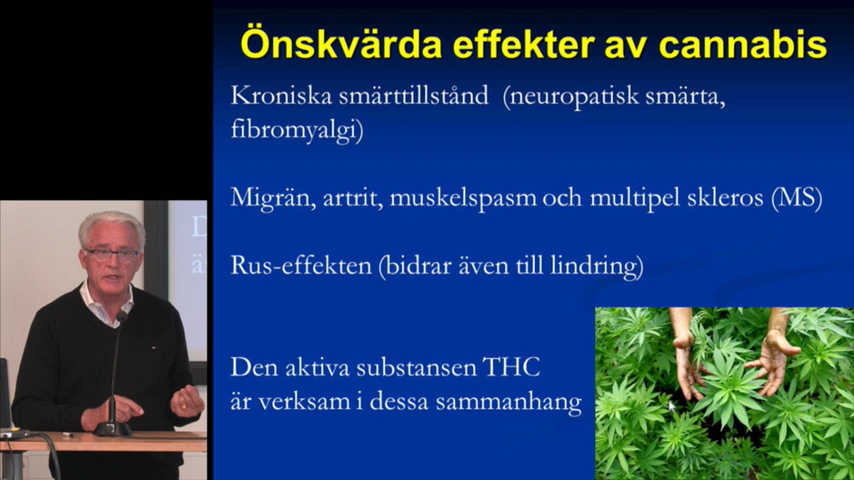 Önskvärda effekter av cannabis
Kroniska smärttillstånd (neuropatisk smärta,
fibromyalgi)
Migrän, artrit, muskelspasm och multipel skleros (MS)
Rus-effekten (bidrar även till lindring)
Den aktiva substansen THC
är verksam i dessa sammanhang